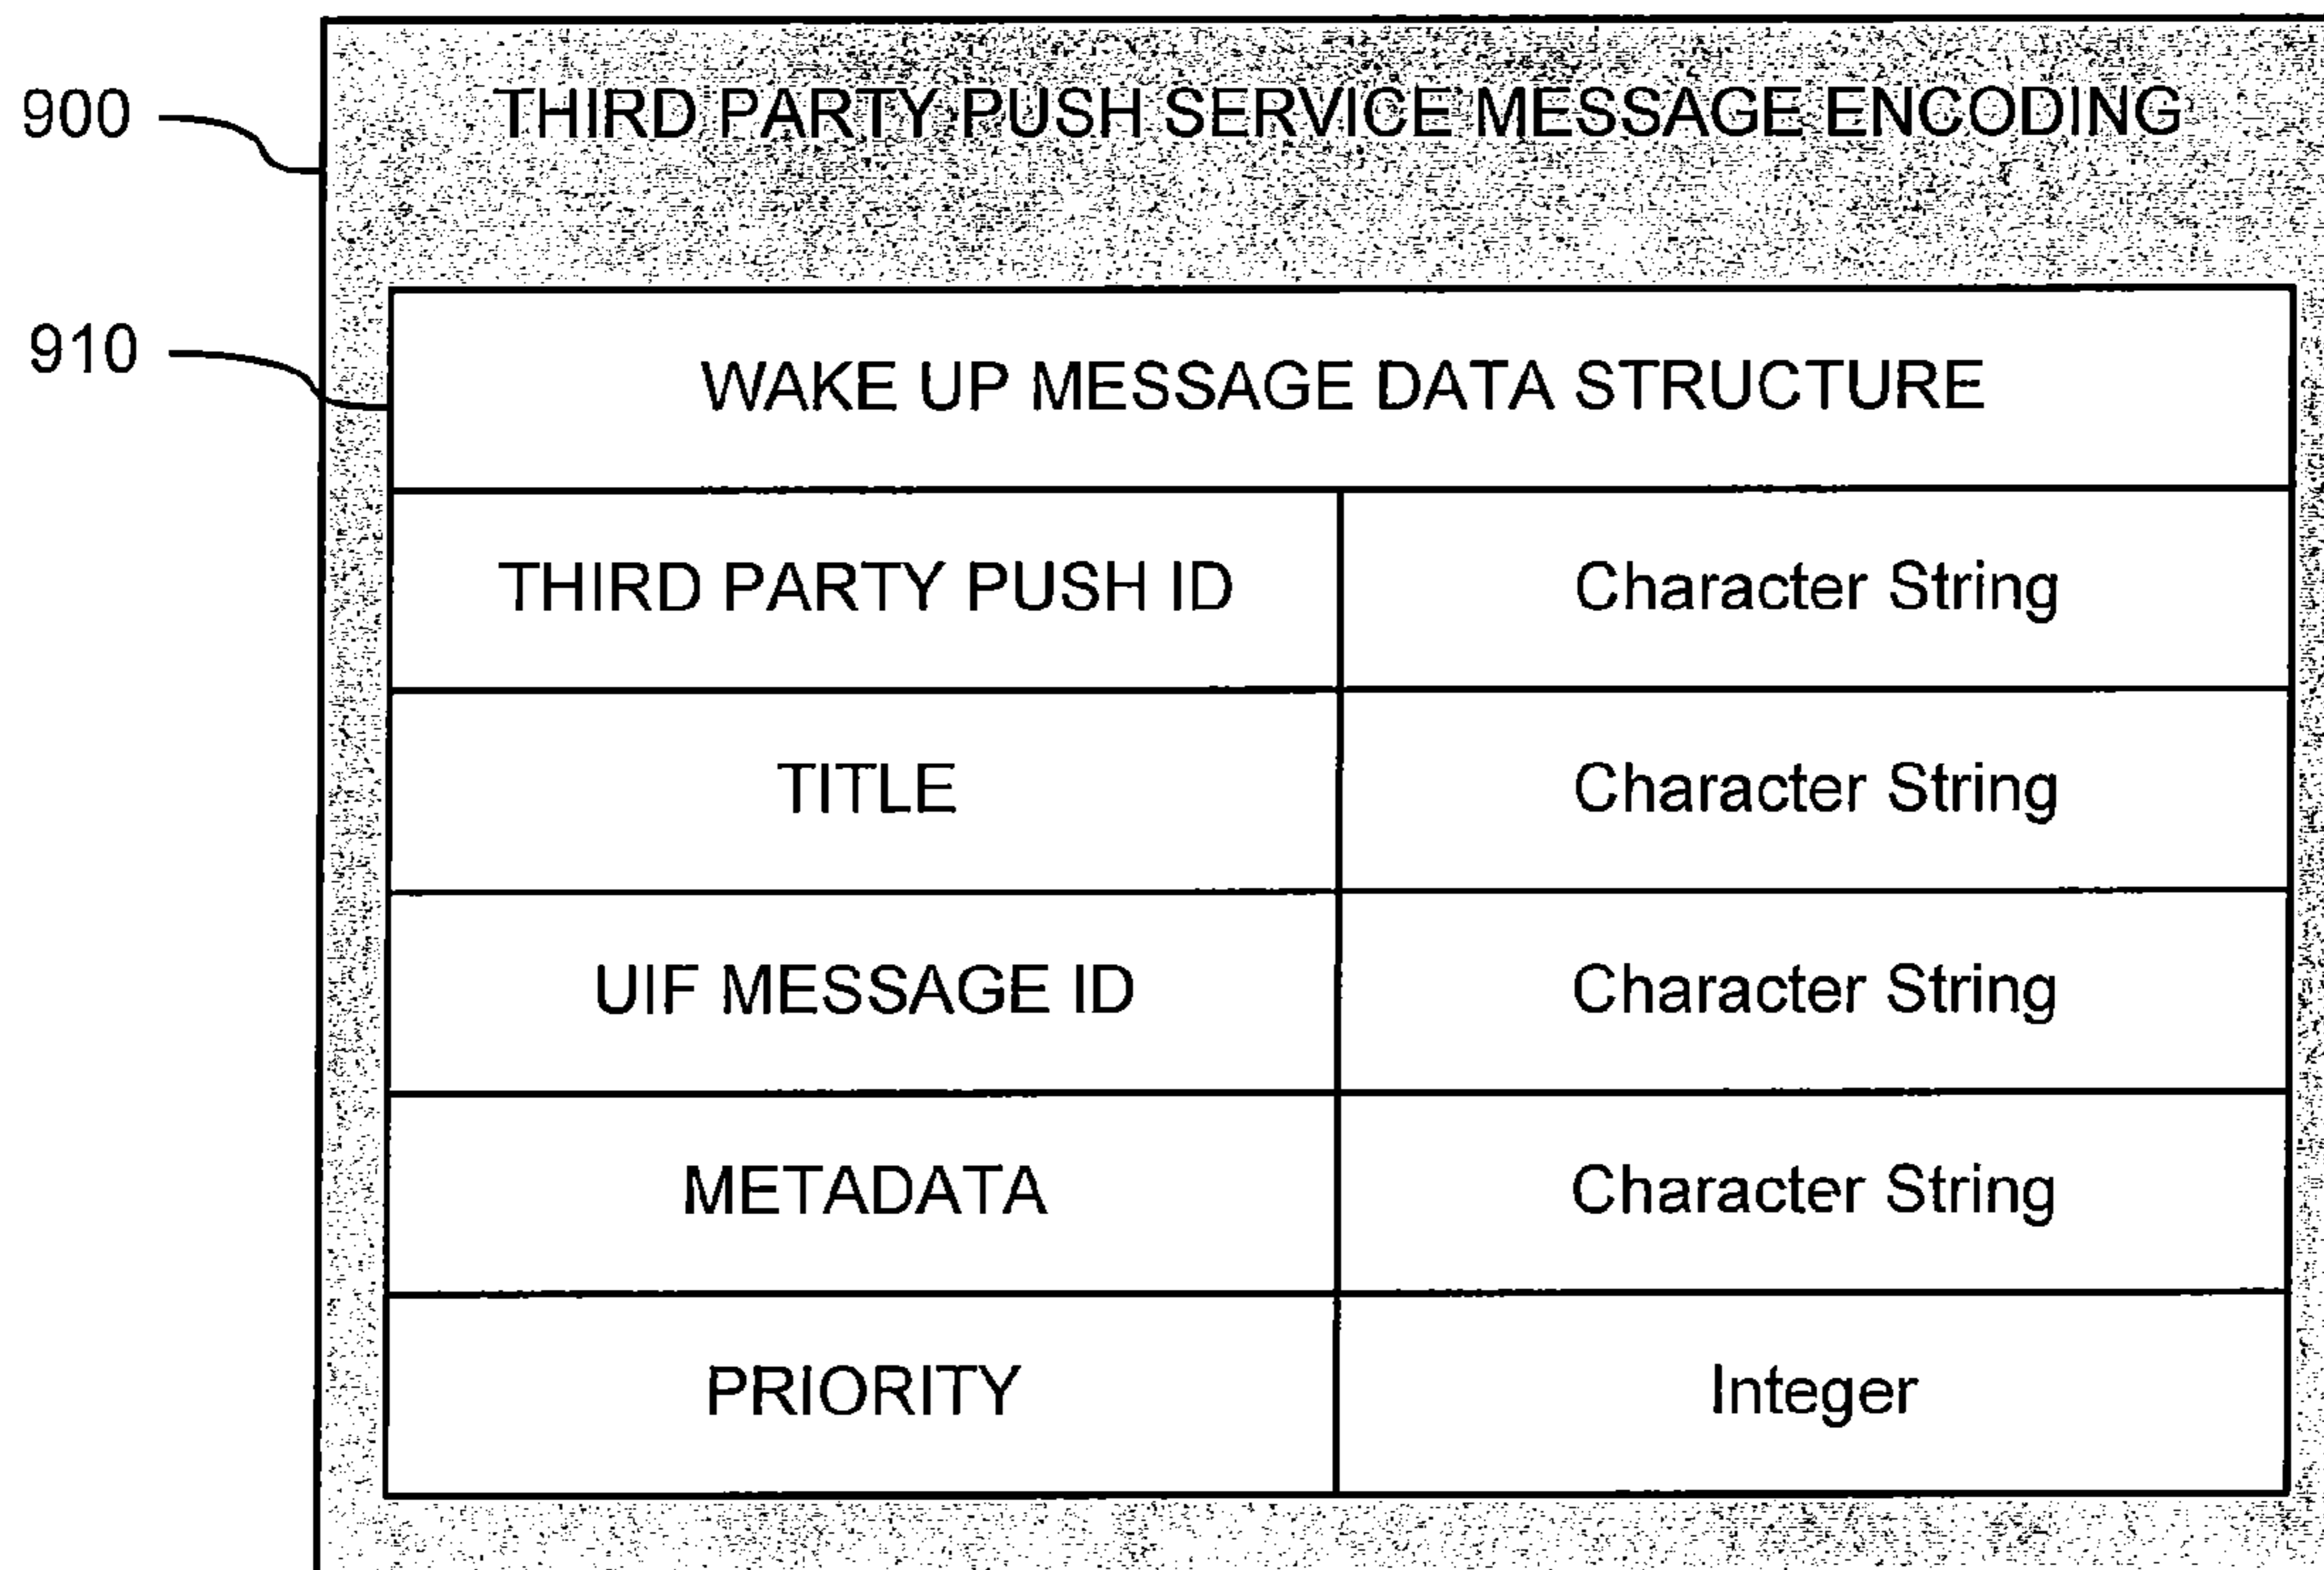 900
THIRD PARTY PUSH SERVICE MESSAGE ENCODING
910
WAKE UP MESSAGE DATA STRUCTURE
THIRD PARTY PUSH ID Character String
TITLE Character String
UIF MESSAGE ID Character String
METADATA Character String
PRIORITY Integer